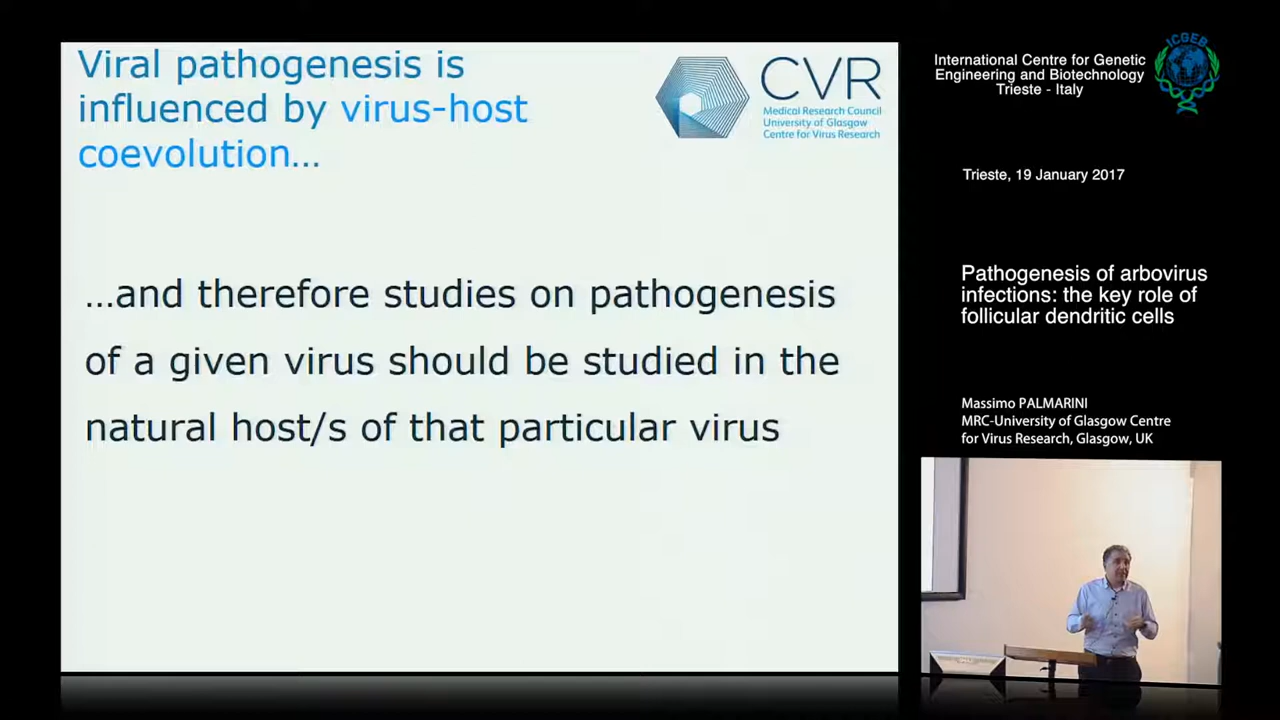 Viral pathogenesis is
influenced by virus-host
coevolution...
CVR
Medical Research Council
University of Glasgow
Centre for Virus Research
...and therefore studies on pathogenesis
of a given virus should be studied in the
natural host/s of that particular virus
International Centre for Genetic
Engineering and Biotechnology
Trieste - Italy
ICGEB
Trieste, 19 January 2017
Pathogenesis of arbovirus
infections: the key role of
follicular dendritic cells
Massimo PALMARINI
MRC-University of Glasgow Centre
for Virus Research, Glasgow, UK